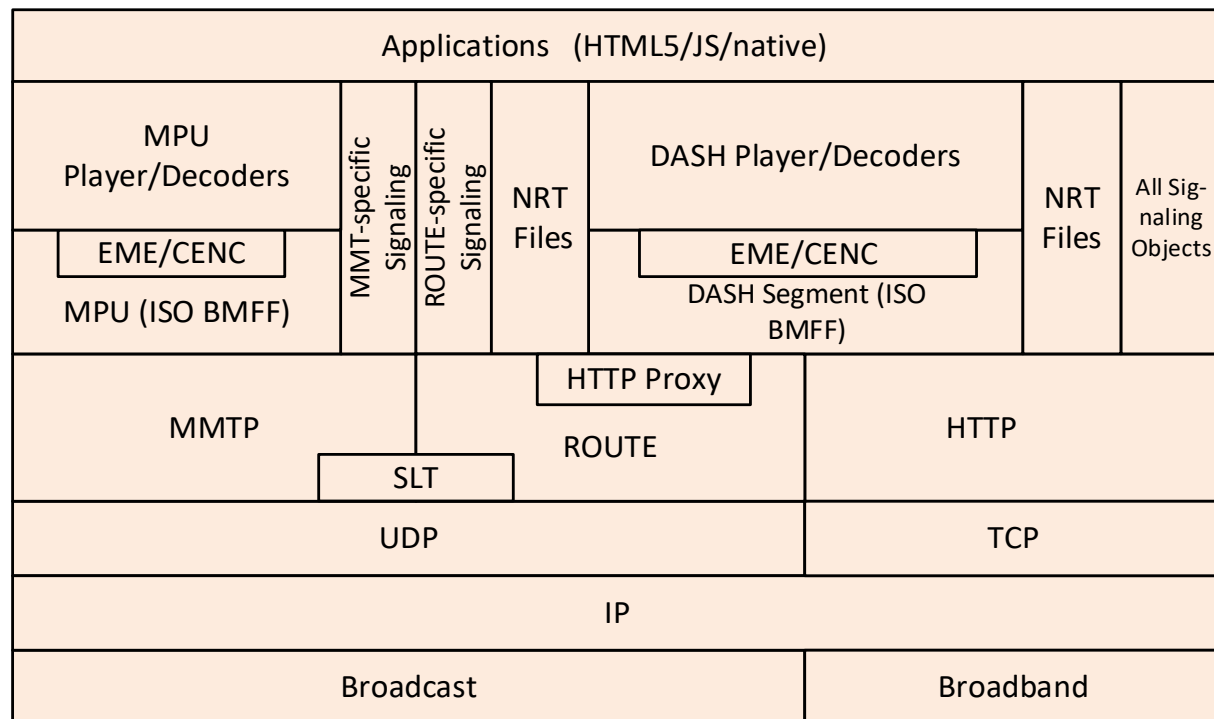 Applications (HTML5/JS/native)
MPU
Player/Decoders
MMT-specific
Signaling
ROUTE-specific
Signaling
NRT
Files
DASH Player/Decoders
NRT
Files
All Sig-
naling
Objects
EME/CENC
MPU (ISO BMFF)
EME/CENC
DASH Segment (ISO
BMFF)
HTTP Proxy
MMTP
ROUTE
HTTP
SLT
UDP
TCP
IP
Broadcast
Broadband